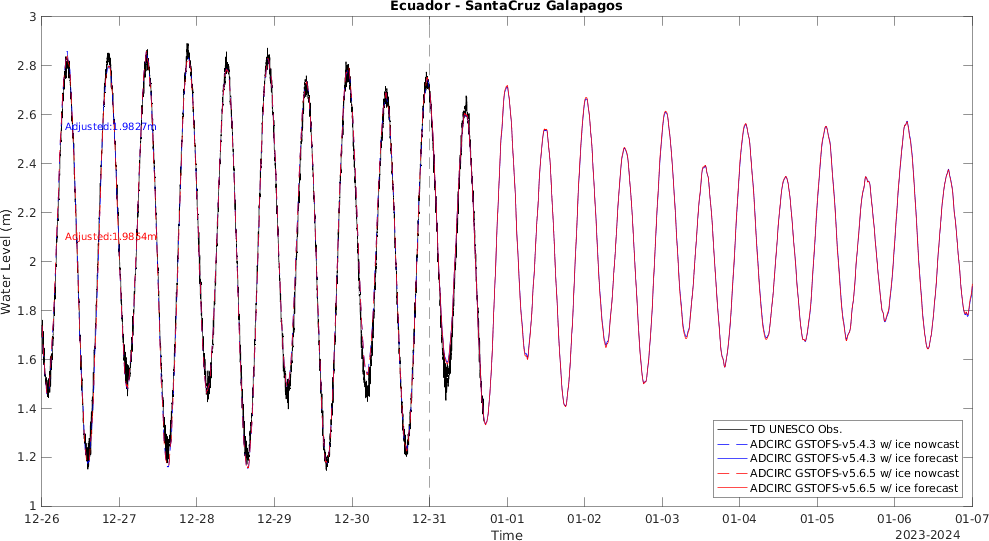 Ecuador - SantaCruz Galapagos
3
2.8
2.6
2.4
2.2
2
1.8
1.6
1.4
1.2
1
Water Level (m)
Adjusted:1.9827m
Adjusted:1.9864m
TD UNESCO Obs.
ADCIRC GSTOFS-v5.4.3 w/ ice nowcast
ADCIRC GSTOFS-v5.4.3 w/ ice forecast
ADCIRC GSTOFS-v5.6.5 w/ ice nowcast
ADCIRC GSTOFS-v5.6.5 w/ ice forecast
12-26 12-27 12-28 12-29 12-30 12-31 01-01 01-02 01-03 01-04 01-05 01-06 01-07
Time
2023-2024